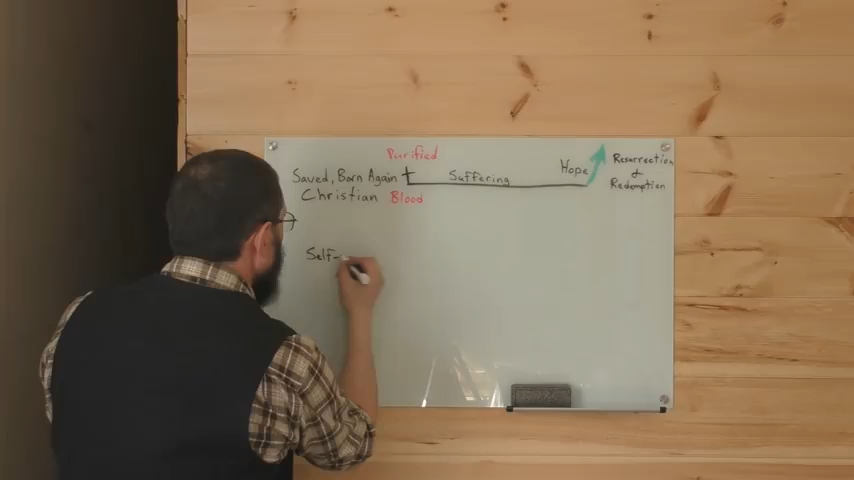 Purified
Saved, Born Again † Suffering Hope Resurrection
Christian Blood & Redemption
Self-